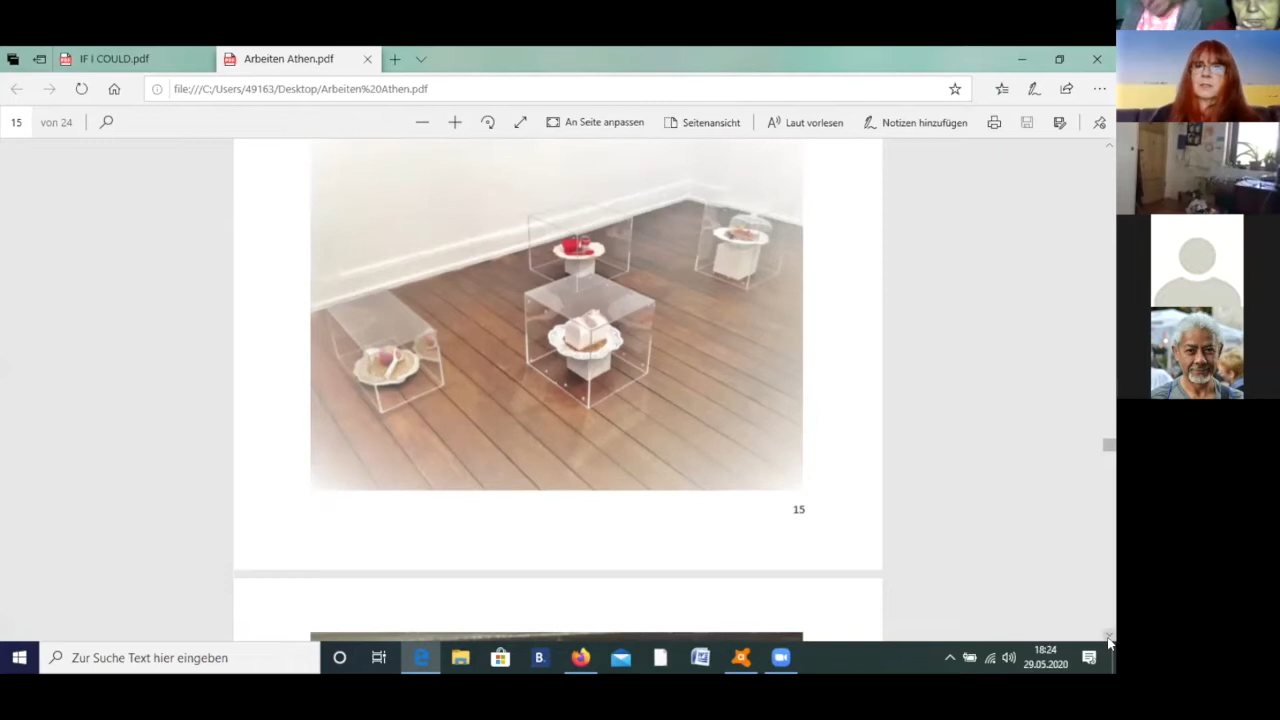 IF I COULD.pdf
Arbeiten Athen.pdf
file:///C:/Users/49163/Desktop/Arbeiten%20Athen.pdf
15 von 24
An Seite anpassen
Seitenansicht
Laut vorlesen
Notizen hinzufügen
15
Zur Suche Text hier eingeben
B.
18:24
29.05.2020